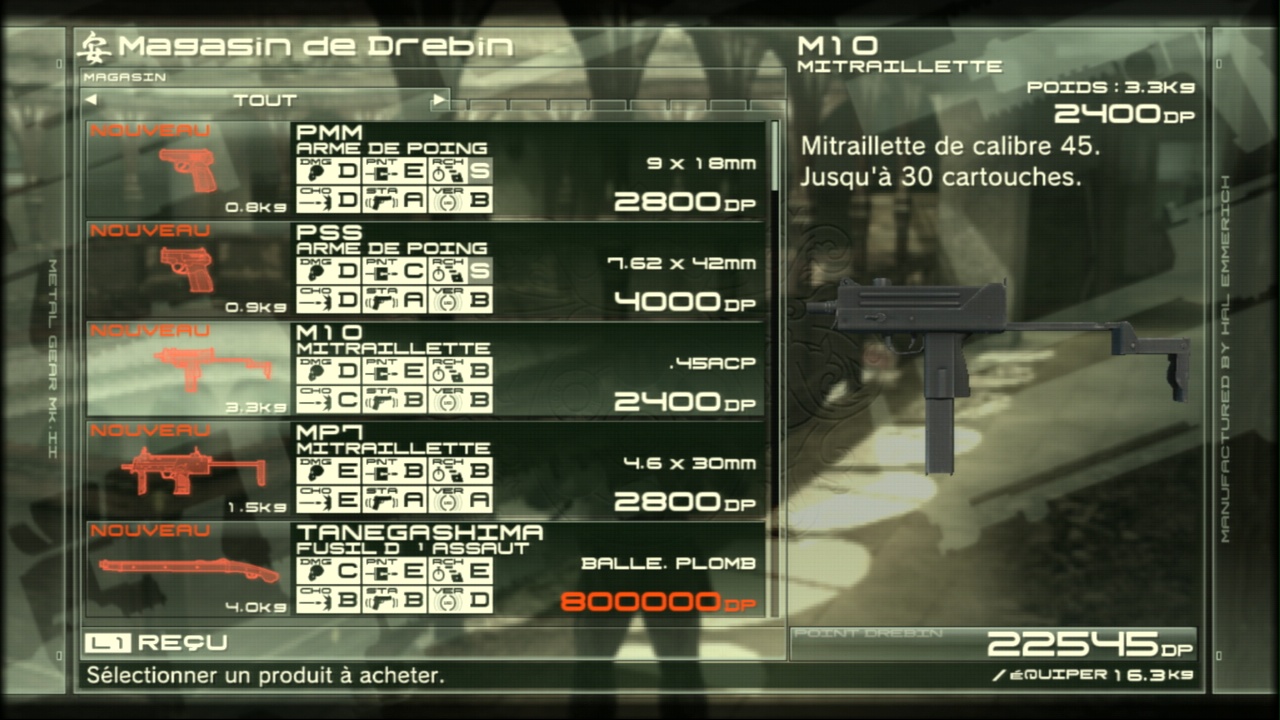 Magasin de Drebin
MAGASIN
TOUT
NOUVEAU
0.8Kg
PMM
ARME DE POING
DMG D PNT E RCH S
CHO D STA A VER B
9 x 18mm
2800DP
NOUVEAU
0.9Kg
PSS
ARME DE POING
DMG D PNT C RCH S
CHO D STA A VER B
7.62 x 42mm
4000DP
NOUVEAU
3.3Kg
M10
MITRAILLETTE
DMG D PNT E RCH B
CHO C STA B VER B
.45ACP
2400DP
NOUVEAU
1.5Kg
MP7
MITRAILLETTE
DMG E PNT B RCH B
CHO E STA A VER A
4.6 x 30mm
2800DP
NOUVEAU
4.0Kg
TANEGASHIMA
FUSIL D'ASSAUT
DMG C PNT E RCH E
CHO B STA B VER D
BALLE. PLOMB
800000DP
L1 REÇU
Sélectionner un produit à acheter.
M10
MITRAILLETTE
POIDS : 3.3Kg
2400DP
Mitraillette de calibre 45.
Jusqu'à 30 cartouches.
POINT DREBIN
22545DP
/ÉQUIPER 16.3Kg
METAL GEAR MK.II
MANUFACTURED BY HAL EMMERICH